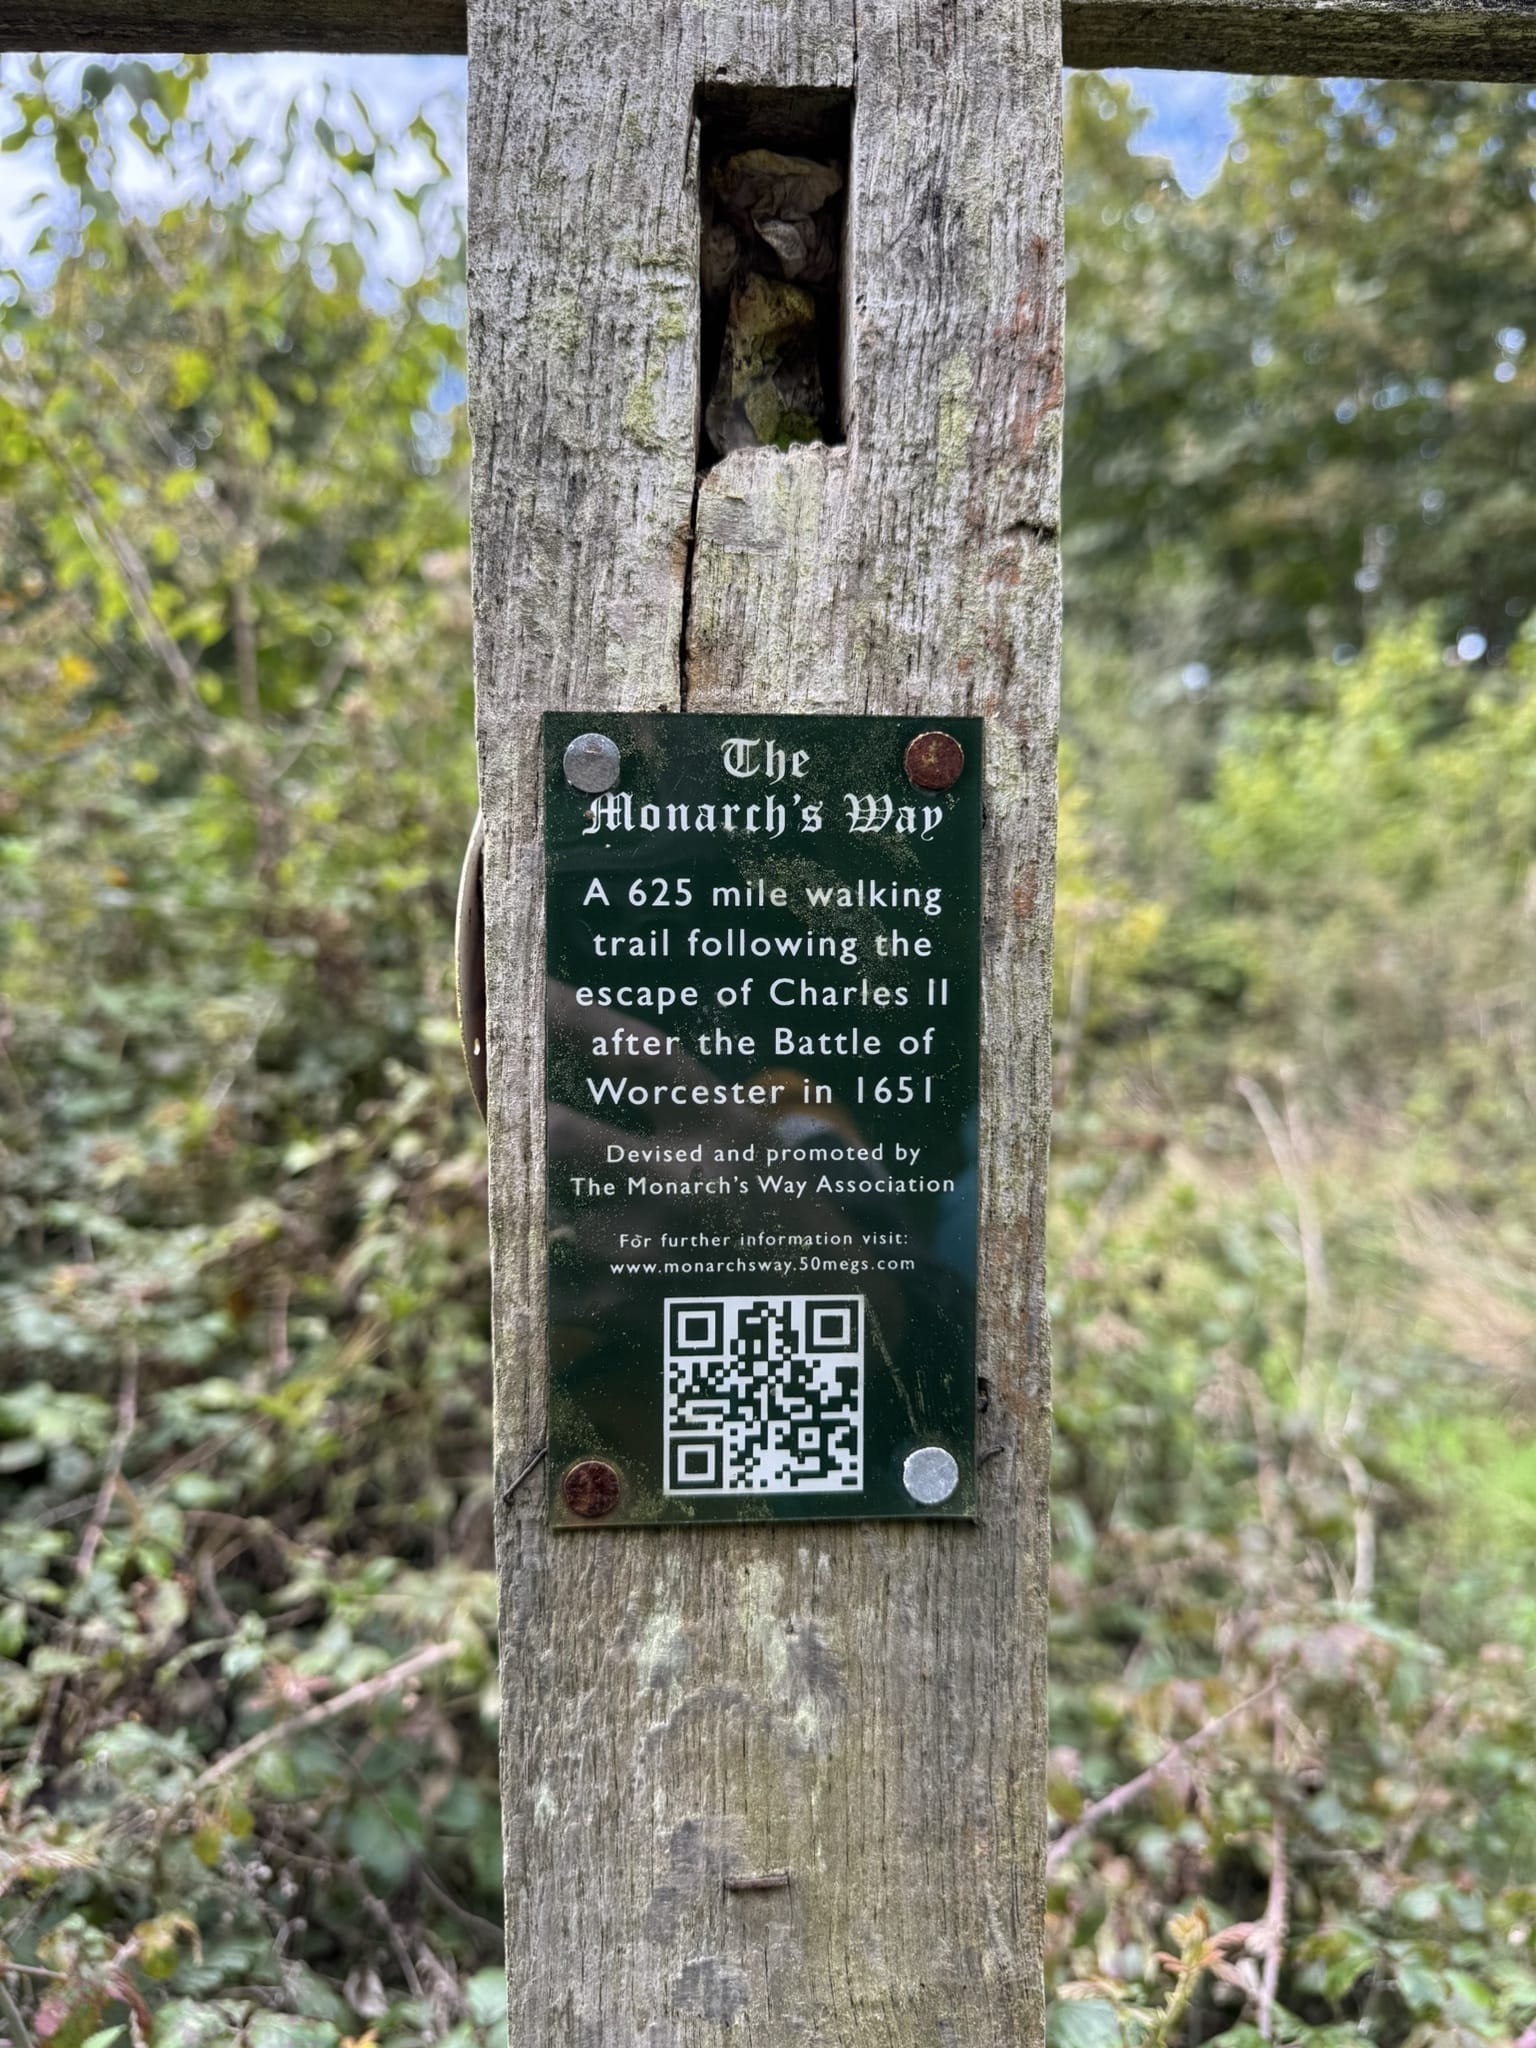 The
Monarch's Way
A 625 mile walking
trail following the
escape of Charles II
after the Battle of
Worcester in 1651
Devised and promoted by
The Monarch's Way Association
For further information visit:
www.monarchsway.50megs.com